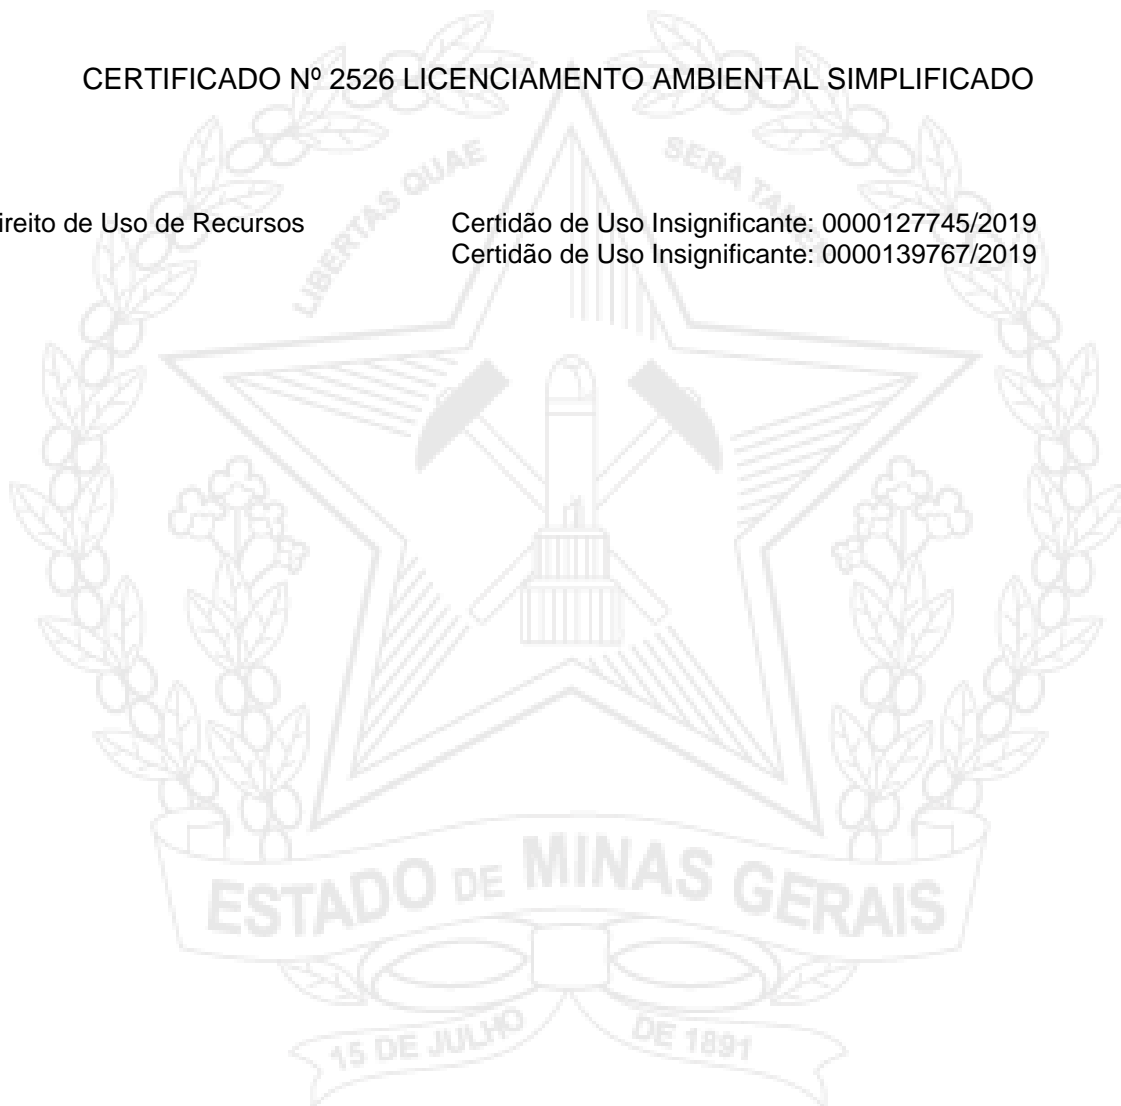 CERTIFICADO Nº 2526 LICENCIAMENTO AMBIENTAL SIMPLIFICADO
LIBERTAS QUAE SERA
ireito de Uso de Recursos Certidão de Uso Insignificante: 0000127745/2019
Certidão de Uso Insignificante: 0000139767/2019
ESTADO DE MINAS GERAIS
15 DE JULHO DE 1891